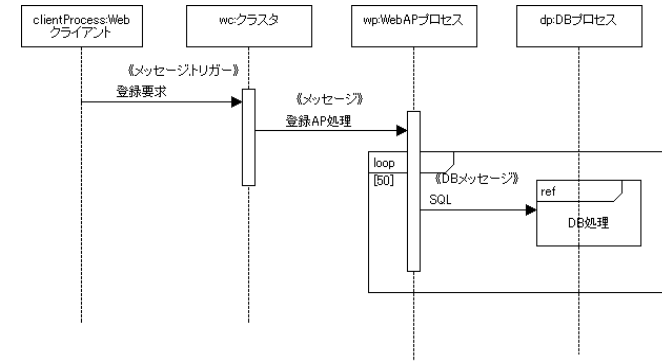 clientProcess:Web
クライアント
wc:クラスタ
wp:WebAPプロセス
dp:DBプロセス
《メッセージ,トリガー》
登録要求
《メッセージ》
登録AP処理
loop
[50]
《DBメッセージ》
SQL
ref
DB処理